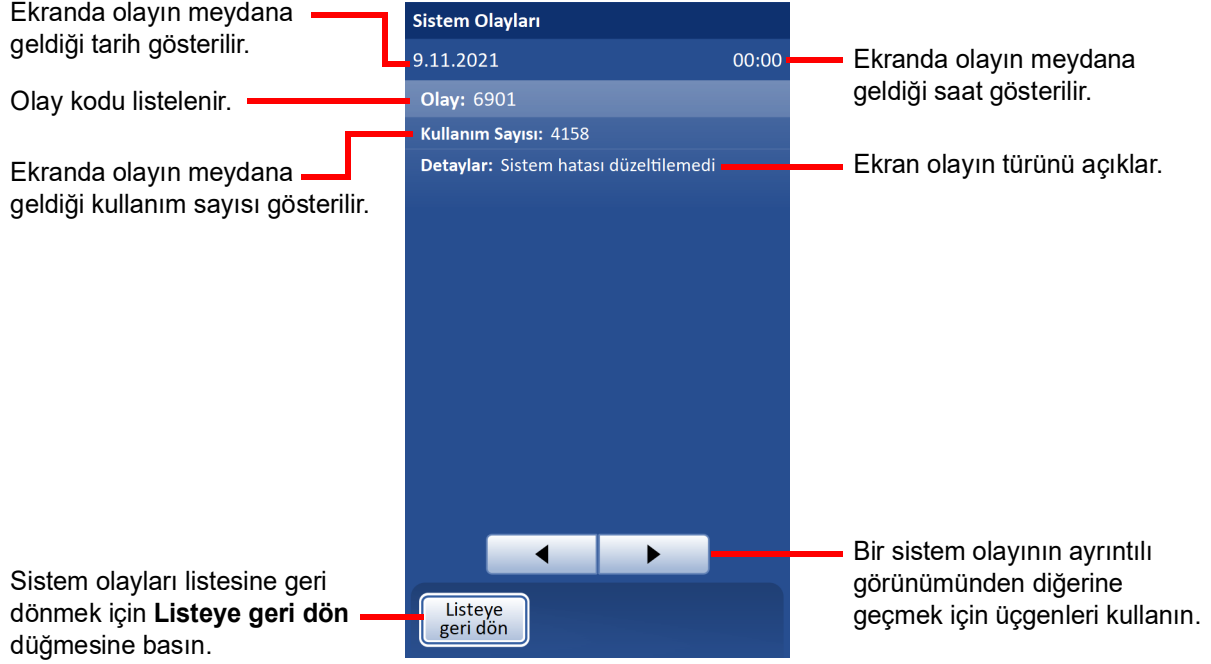 Ekranda olayın meydana
geldiği tarih gösterilir.
Olay kodu listelenir.
Ekranda olayın meydana
geldiği kullanım sayısı gösterilir.
Sistem olayları listesine geri
dönmek için Listeye geri dön
düğmesine basın.
Sistem Olayları
9.11.2021 00:00
Olay: 6901
Kullanım Sayısı: 4158
Detaylar: Sistem hatası düzeltilemedi
Listeye
geri dön
Ekranda olayın meydana
geldiği saat gösterilir.
Ekran olayın türünü açıklar.
Bir sistem olayının ayrıntılı
görünümünden diğerine
geçmek için üçgenleri kullanın.